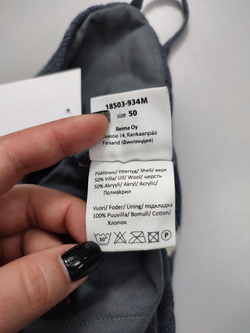 18503-934M
size 50
Reima Oy
14, Kankaanpää
Finland (Финляндия)
Päällinen/ Yttertyg/ Shell/ верх
50% Villa/ Ull/ Wool/ шерсть
50% Akryyli/ Akryl/ Acrylic/
Полиакрил
Vuori/ Foder/ Lining/ подкладка
100% Puuvilla/ Bomull/ Cotton/
Хлопок
30°
P